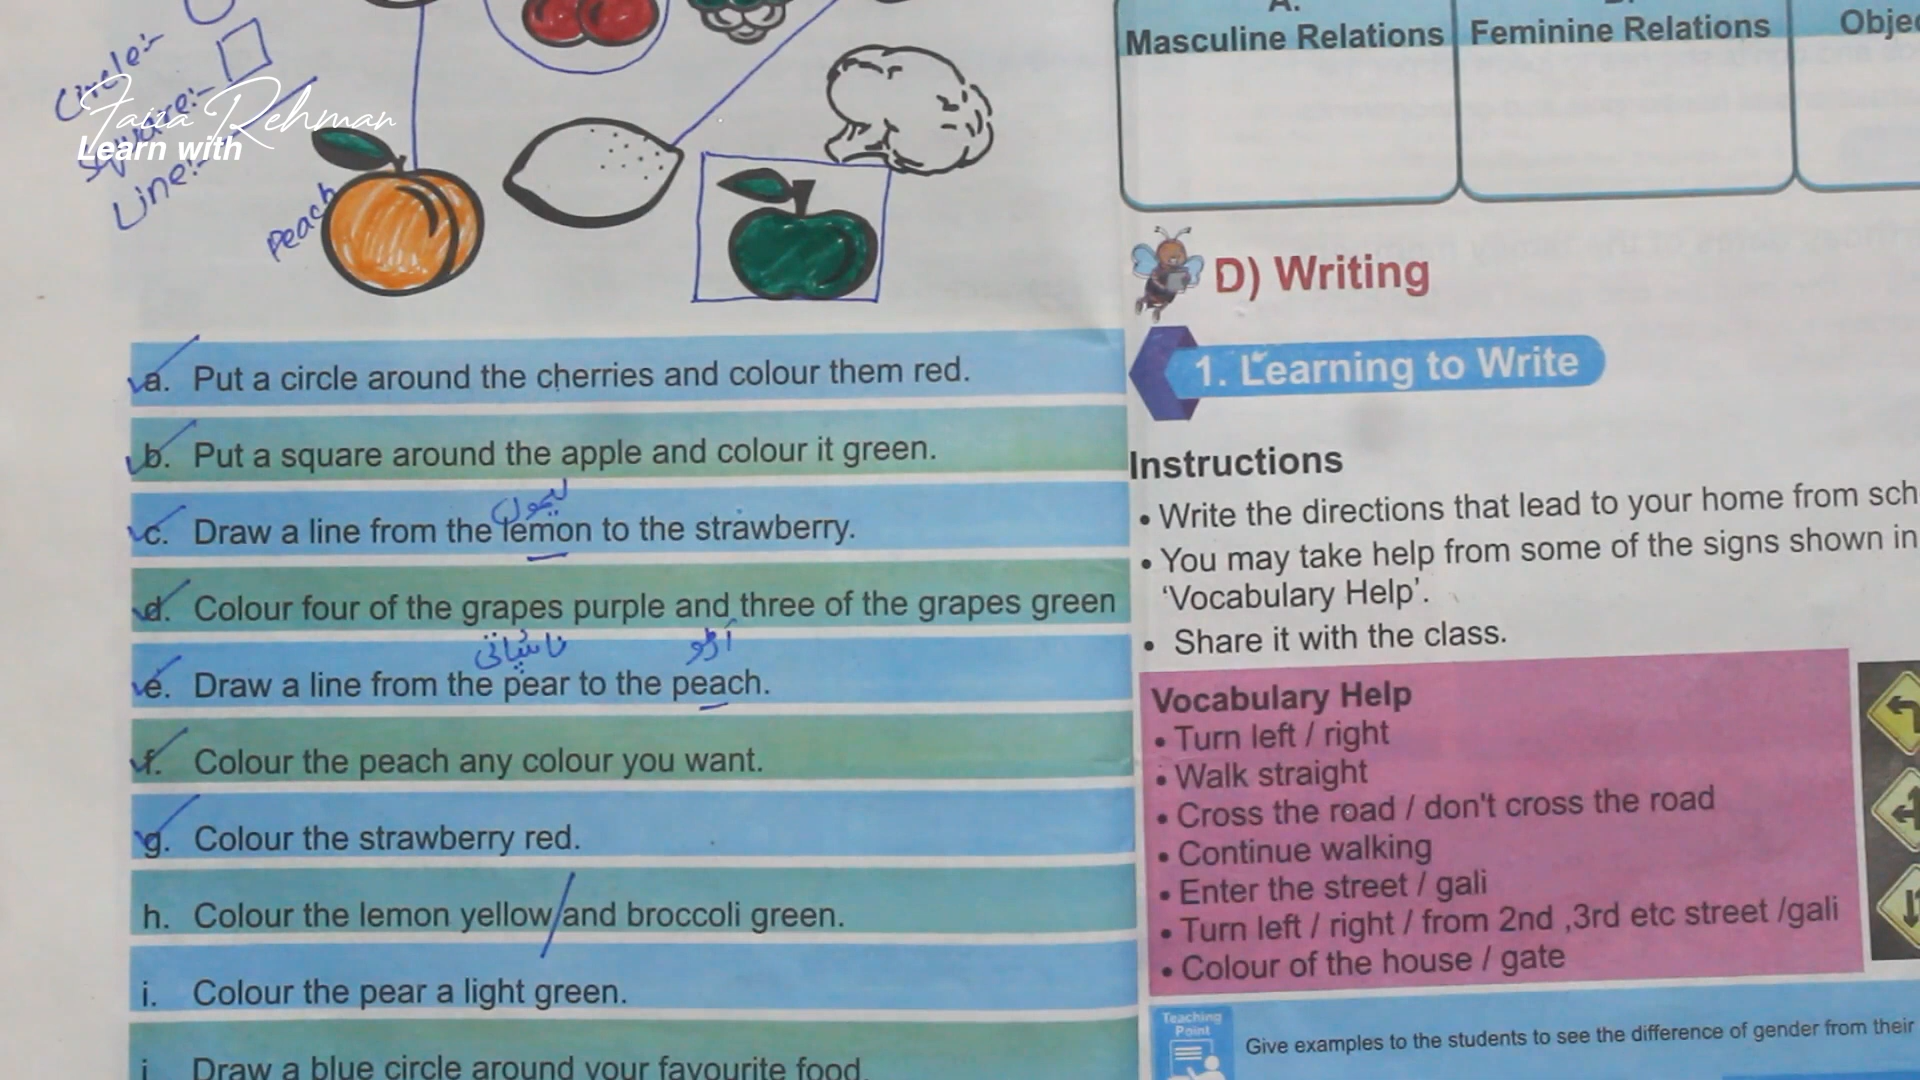 Circle:-
Square:-
Line:-
Faiza Rehman
Learn with
Peach
a. Put a circle around the cherries and colour them red.
b. Put a square around the apple and colour it green.
لیموں
c. Draw a line from the lemon to the strawberry.
d. Colour four of the grapes purple and three of the grapes green
ناشپاتی آڑو
e. Draw a line from the pear to the peach.
f. Colour the peach any colour you want.
g. Colour the strawberry red.
h. Colour the lemon yellow/and broccoli green.
i. Colour the pear a light green.
j Draw a blue circle around your favourite food.
A.
Masculine Relations Feminine Relations
D) Writing
1. Learning to Write
Instructions
• Write the directions that lead to your home from sch
• You may take help from some of the signs shown in
‘Vocabulary Help’.
• Share it with the class.
Vocabulary Help
• Turn left / right
• Walk straight
• Cross the road / don't cross the road
• Continue walking
• Enter the street / gali
• Turn left / right / from 2nd ,3rd etc street /gali
• Colour of the house / gate
Teaching
Point
Give examples to the students to see the difference of gender from their